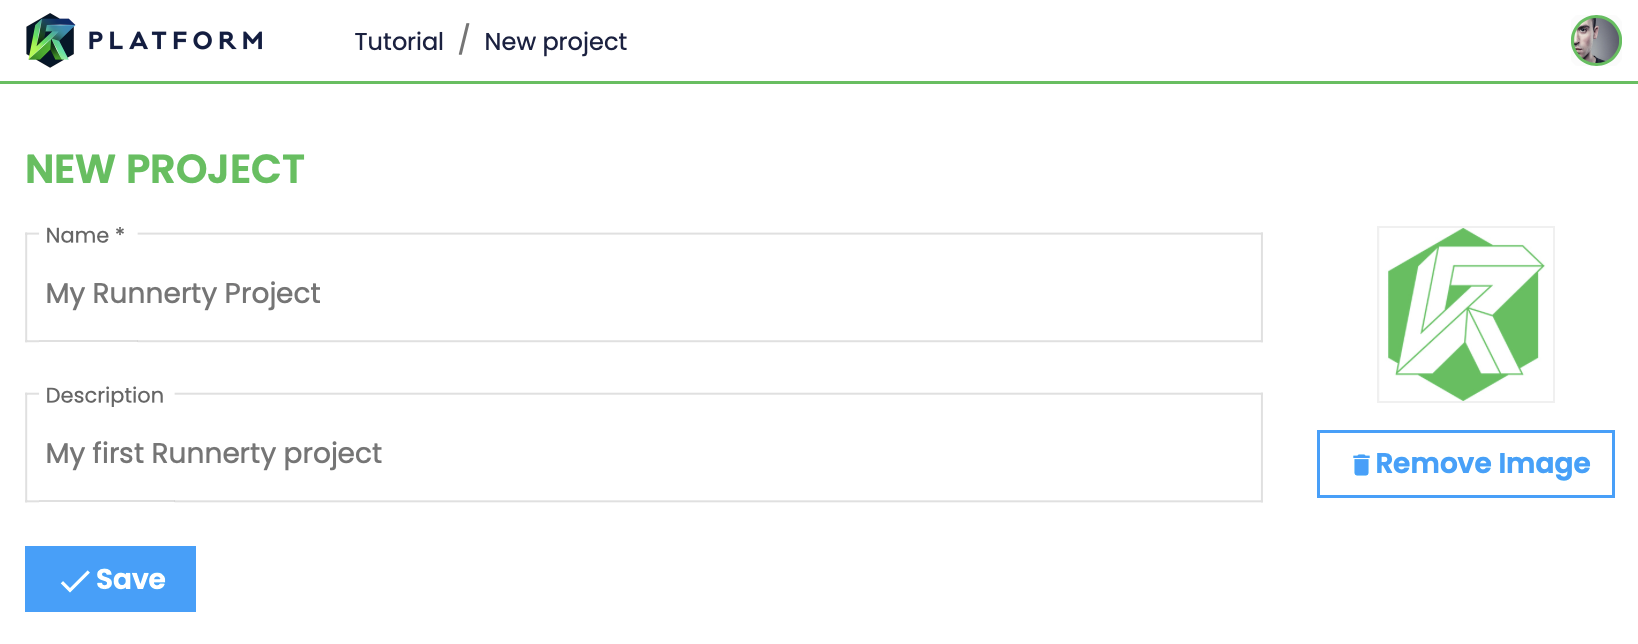 PLATFORM
Tutorial / New project
NEW PROJECT
Name *
My Runnerty Project
Description
My first Runnerty project
Remove Image
Save